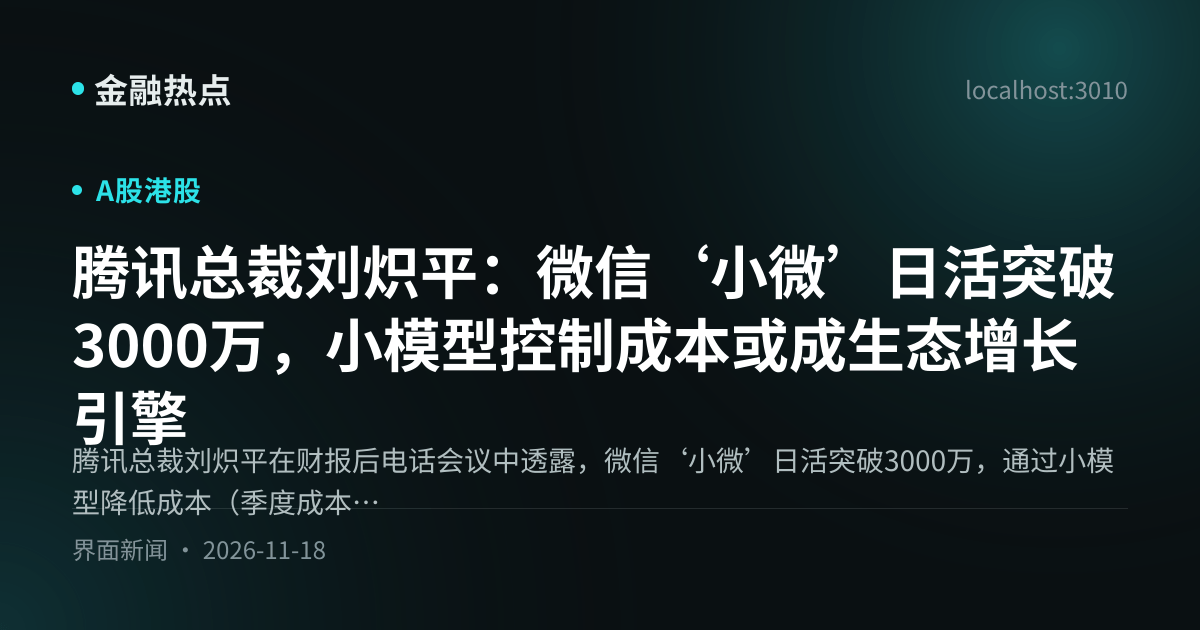 金融热点
localhost:3010
A股港股
腾讯总裁刘炽平：微信‘小微’日活突破
3000万，小模型控制成本或成生态增长
引擎
腾讯总裁刘炽平在财报后电话会议中透露，微信‘小微’日活突破3000万，通过小模
型降低成本（季度成本…
界面新闻 • 2026-11-18